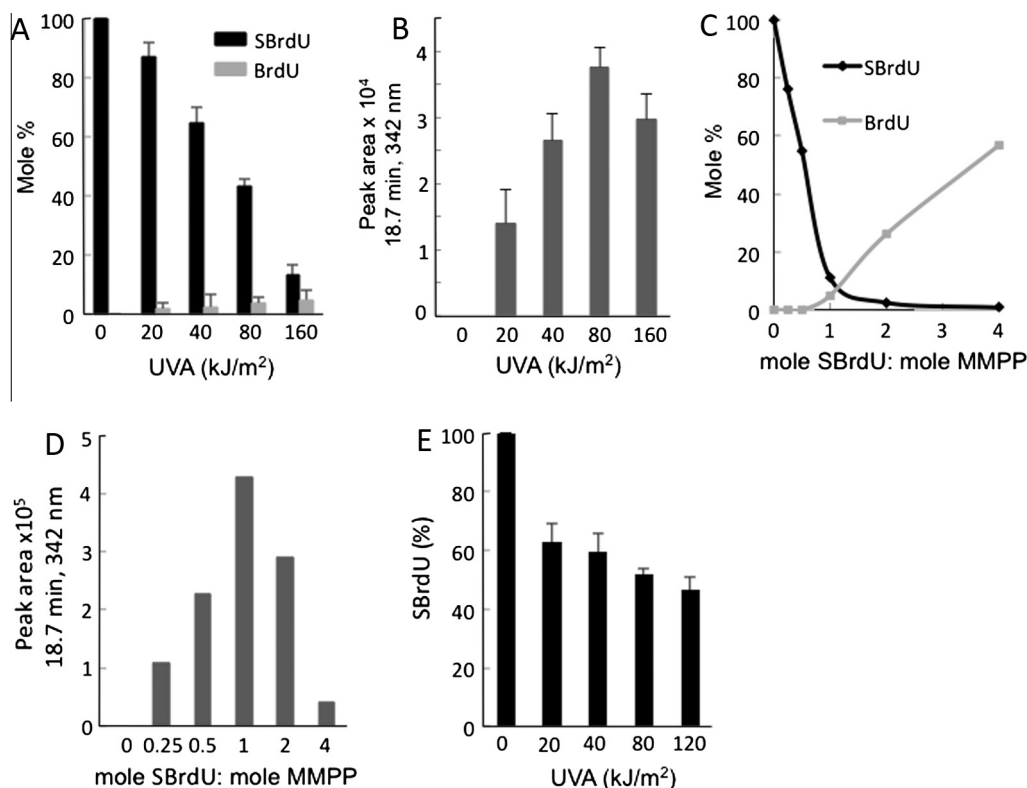 A
100
80
60
40
20
0
Mole %
SBrdU
BrdU
0 20 40 80 160
UVA (kJ/m²)
B
4
3
2
1
0
Peak area x 10⁴
18.7 min, 342 nm
0 20 40 80 160
UVA (kJ/m²)
C
100
80
60
40
20
0
Mole %
SBrdU
BrdU
0 1 2 3 4
mole SBrdU: mole MMPP
D
5
4
3
2
1
0
Peak area x10⁵
18.7 min, 342 nm
0 0.25 0.5 1 2 4
mole SBrdU: mole MMPP
E
100
80
60
40
20
0
SBrdU (%)
0 20 40 80 120
UVA (kJ/m²)